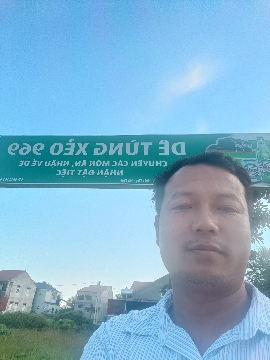 DÊ TÙNG XÈO 969
CHUYÊN CÁC MÓN ĂN, NHẬU VỀ DÊ
NHẬN ĐẶT TIỆC